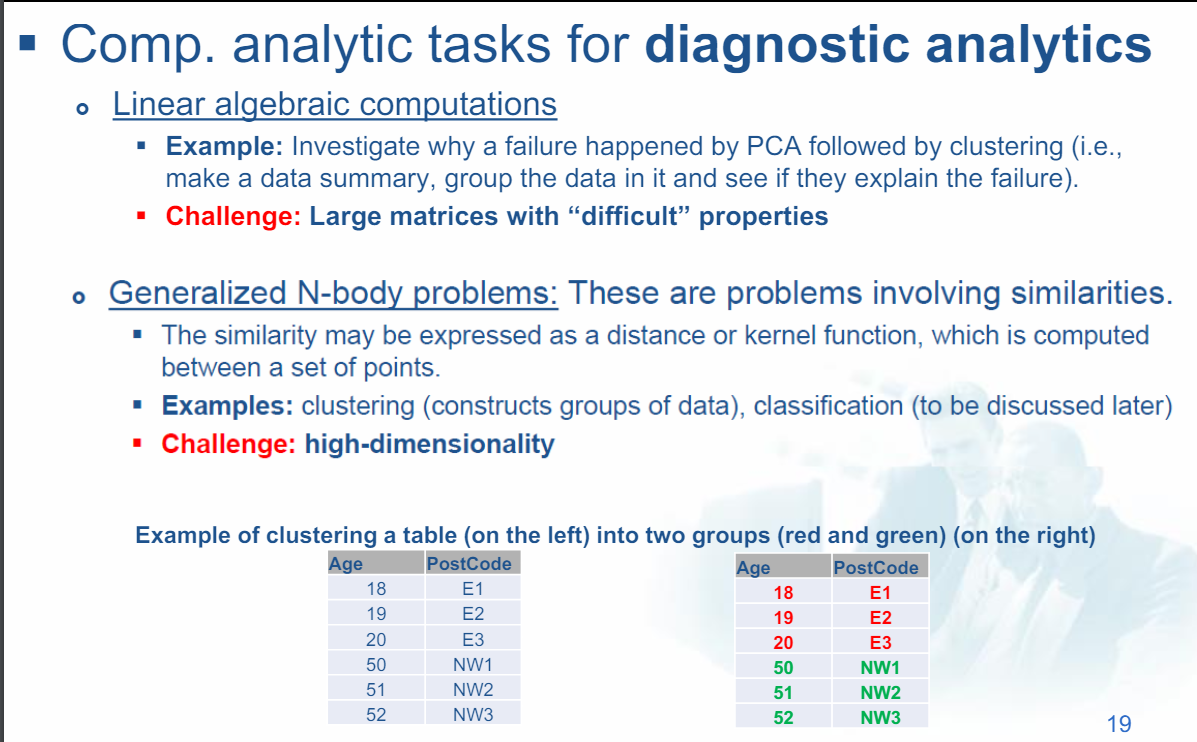 ▪ Comp. analytic tasks for diagnostic analytics
o Linear algebraic computations
▪ Example: Investigate why a failure happened by PCA followed by clustering (i.e.,
make a data summary, group the data in it and see if they explain the failure).
▪ Challenge: Large matrices with “difficult” properties
o Generalized N-body problems: These are problems involving similarities.
▪ The similarity may be expressed as a distance or kernel function, which is computed
between a set of points.
▪ Examples: clustering (constructs groups of data), classification (to be discussed later)
▪ Challenge: high-dimensionality
Example of clustering a table (on the left) into two groups (red and green) (on the right)
Age PostCode
18 E1
19 E2
20 E3
50 NW1
51 NW2
52 NW3
Age PostCode
18 E1
19 E2
20 E3
50 NW1
51 NW2
52 NW3
19